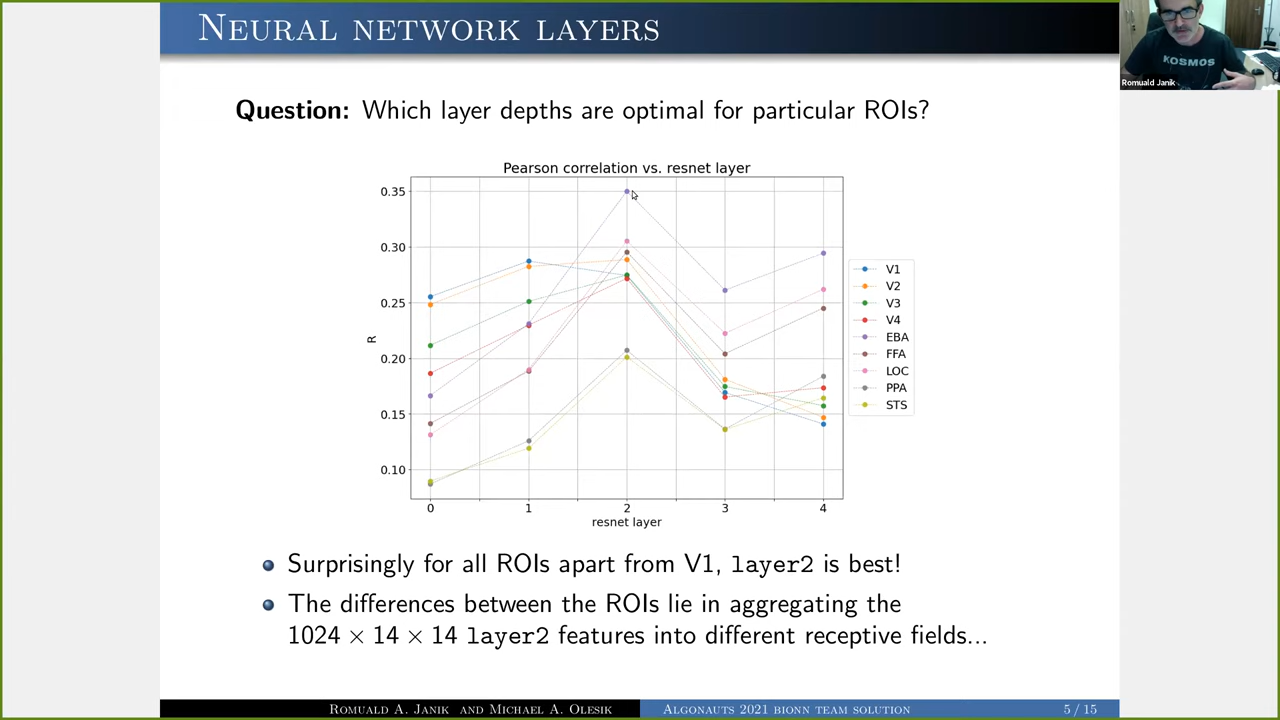 NEURAL NETWORK LAYERS
KOSMOS
Romuald Janik
Question: Which layer depths are optimal for particular ROIs?
Pearson correlation vs. resnet layer
0.35
0.30
0.25
0.20
0.15
0.10
R
0 1 2 3 4
resnet layer
V1
V2
V3
V4
EBA
FFA
LOC
PPA
STS
Surprisingly for all ROIs apart from V1, layer2 is best!
The differences between the ROIs lie in aggregating the
1024 × 14 × 14 layer2 features into different receptive fields...
ROMUALD A. JANIK AND MICHAEL A. OLESIK ALGONAUTS 2021 BIONN TEAM SOLUTION 5 / 15